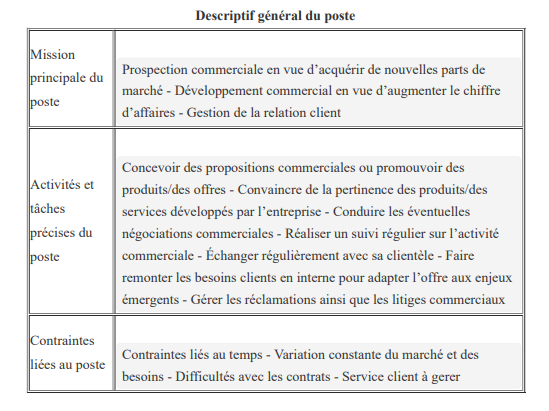 Descriptif général du poste
Mission
principale du
poste
Prospection commerciale en vue d’acquérir de nouvelles parts de
marché - Développement commercial en vue d’augmenter le chiffre
d’affaires - Gestion de la relation client
Activités et
tâches
précises du
poste
Concevoir des propositions commerciales ou promouvoir des
produits/des offres - Convaincre de la pertinence des produits/des
services développés par l’entreprise - Conduire les éventuelles
négociations commerciales - Réaliser un suivi régulier sur l’activité
commerciale - Échanger régulièrement avec sa clientèle - Faire
remonter les besoins clients en interne pour adapter l’offre aux enjeux
émergents - Gérer les réclamations ainsi que les litiges commerciaux
Contraintes
liées au poste
Contraintes liés au temps - Variation constante du marché et des
besoins - Difficultés avec les contrats - Service client à gerer